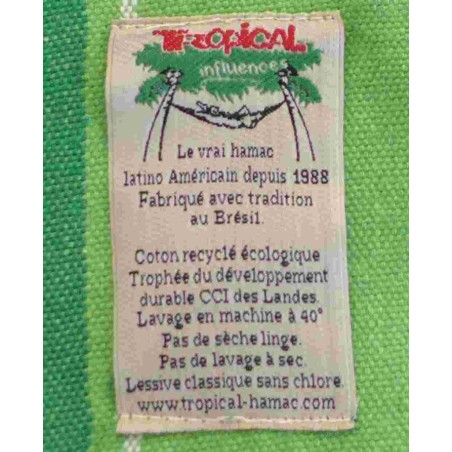 Tropical
influences
Le vrai hamac
latino Américain depuis 1988
Fabriqué avec tradition
au Brésil.
Coton recyclé écologique
Trophée du développement
durable CCI des Landes.
Lavage en machine à 40°
Pas de sèche linge.
Pas de lavage à sec.
Lessive classique sans chlore.
www.tropical-hamac.com